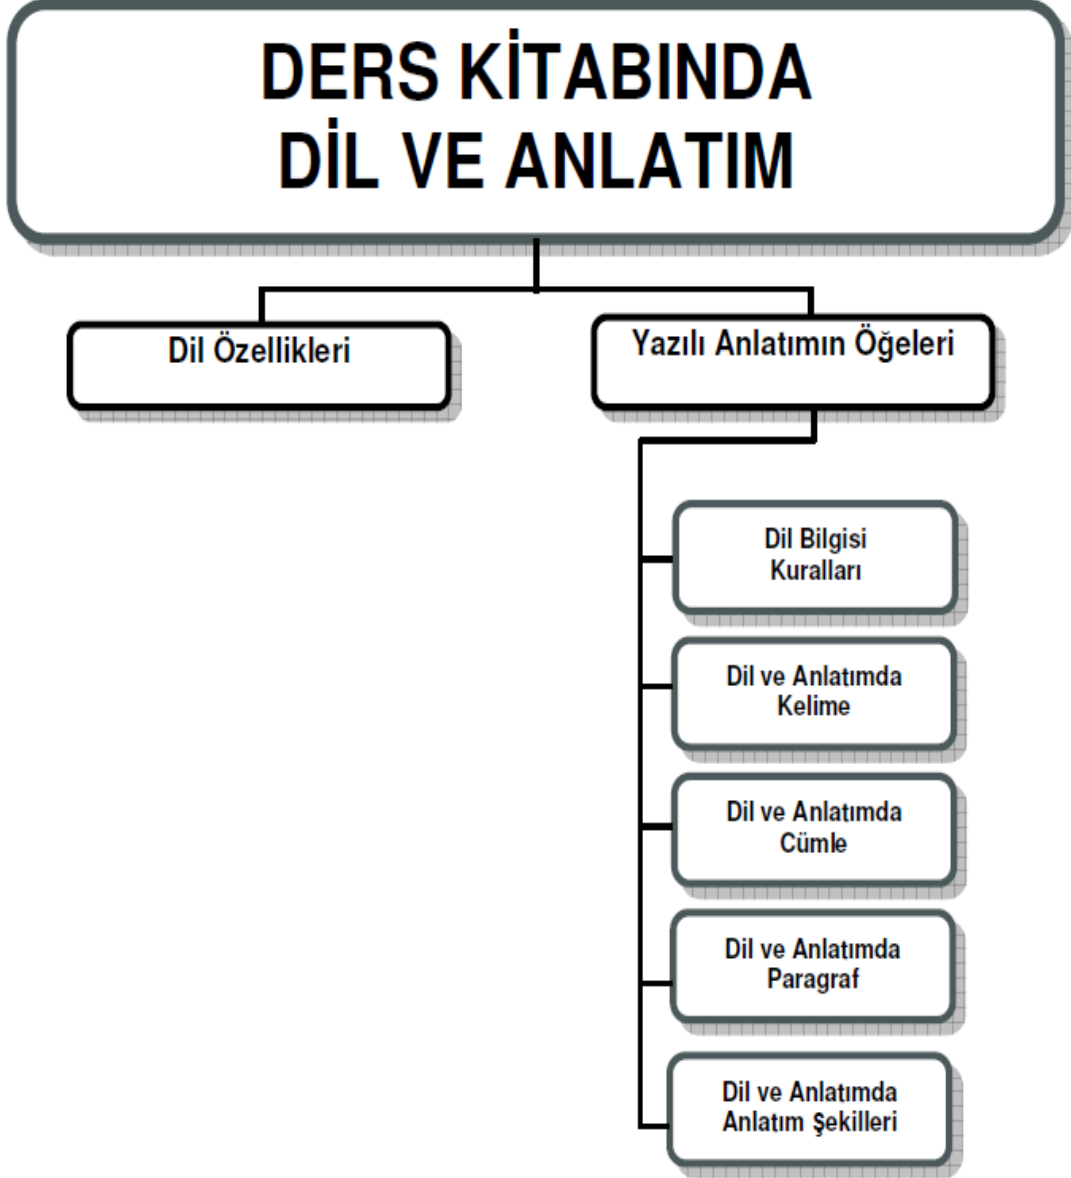 DERS KİTABINDA
DİL VE ANLATIM
Dil Özellikleri
Yazılı Anlatımın Öğeleri
Dil Bilgisi
Kuralları
Dil ve Anlatımda
Kelime
Dil ve Anlatımda
Cümle
Dil ve Anlatımda
Paragraf
Dil ve Anlatımda
Anlatım Şekilleri